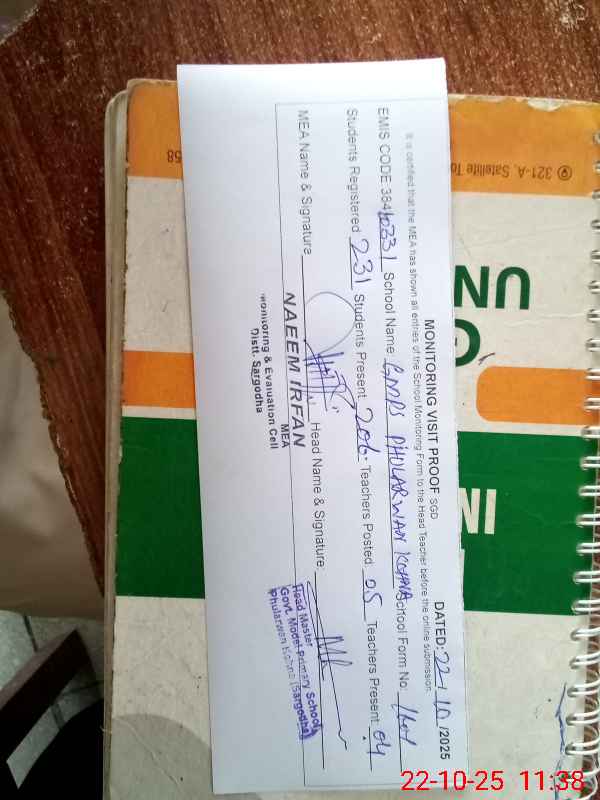 MONITORING VISIT PROOF SGD
DATED: 22-10/2025
It is certified that the MEA has shown all entries of the School Monitoring Form to the Head Teacher before the online submission.
EMIS CODE 38410331 School Name GMPS PHULARWAN KOHNA School Form No. 1601
Students Registered 231 Students Present 206 Teachers Posted 05 Teachers Present 04
MEA Name & Signature Head Name & Signature:
NAEEM IRFAN
MEA
Monitoring & Evaluation Cell
Distt. Sargodha
Head Master
Govt. Model Primary School
Phularwan Kohna (Sargodha)
321-A, Satellite To
58
UN
G
IN
22-10-25 11:38